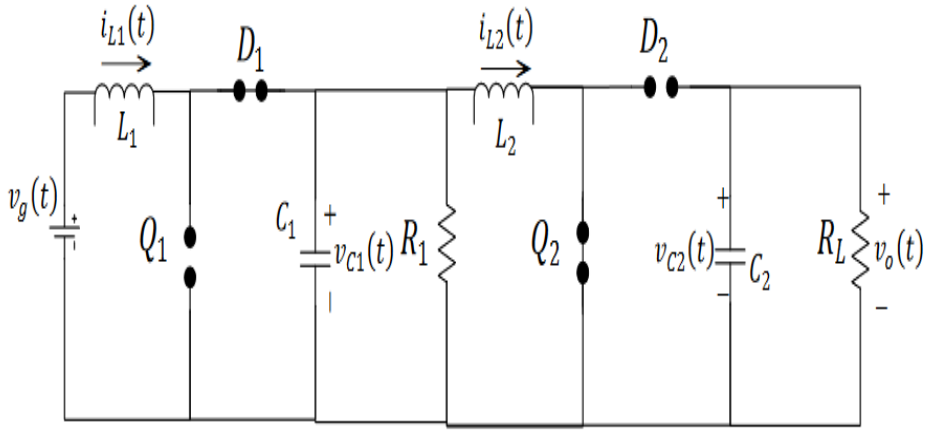 i_{L1}(t)
D_1
i_{L2}(t)
D_2
L_1
L_2
v_g(t)
+
-
Q_1
C_1
+
v_{C1}(t)
−
R_1
Q_2
+
v_{C2}(t)
−
C_2
R_L
+
v_o(t)
−